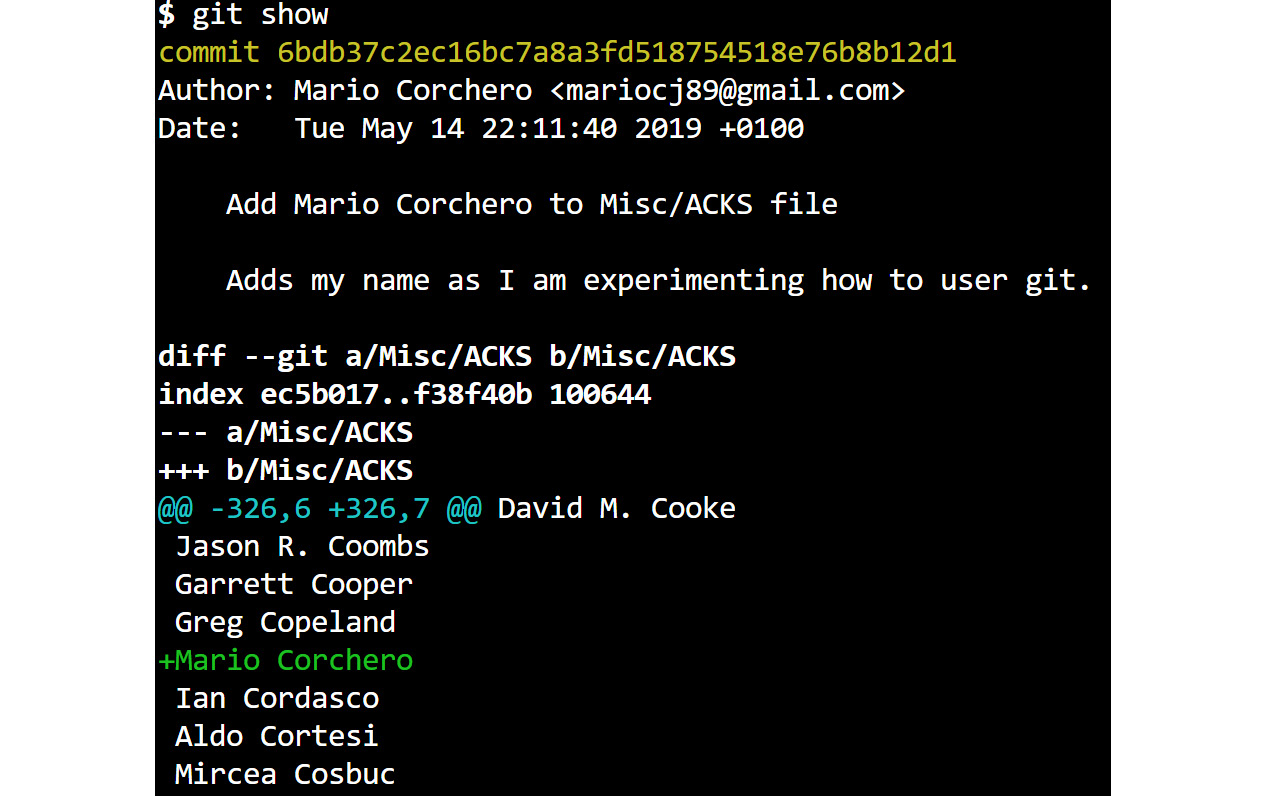 $ git show
commit 6bdb37c2ec16bc7a8a3fd518754518e76b8b12d1
Author: Mario Corchero <mariocj89@gmail.com>
Date:   Tue May 14 22:11:40 2019 +0100
    Add Mario Corchero to Misc/ACKS file
    Adds my name as I am experimenting how to user git.
diff --git a/Misc/ACKS b/Misc/ACKS
index ec5b017..f38f40b 100644
--- a/Misc/ACKS
+++ b/Misc/ACKS
@@ -326,6 +326,7 @@ David M. Cooke
 Jason R. Coombs
 Garrett Cooper
 Greg Copeland
+Mario Corchero
 Ian Cordasco
 Aldo Cortesi
 Mircea Cosbuc